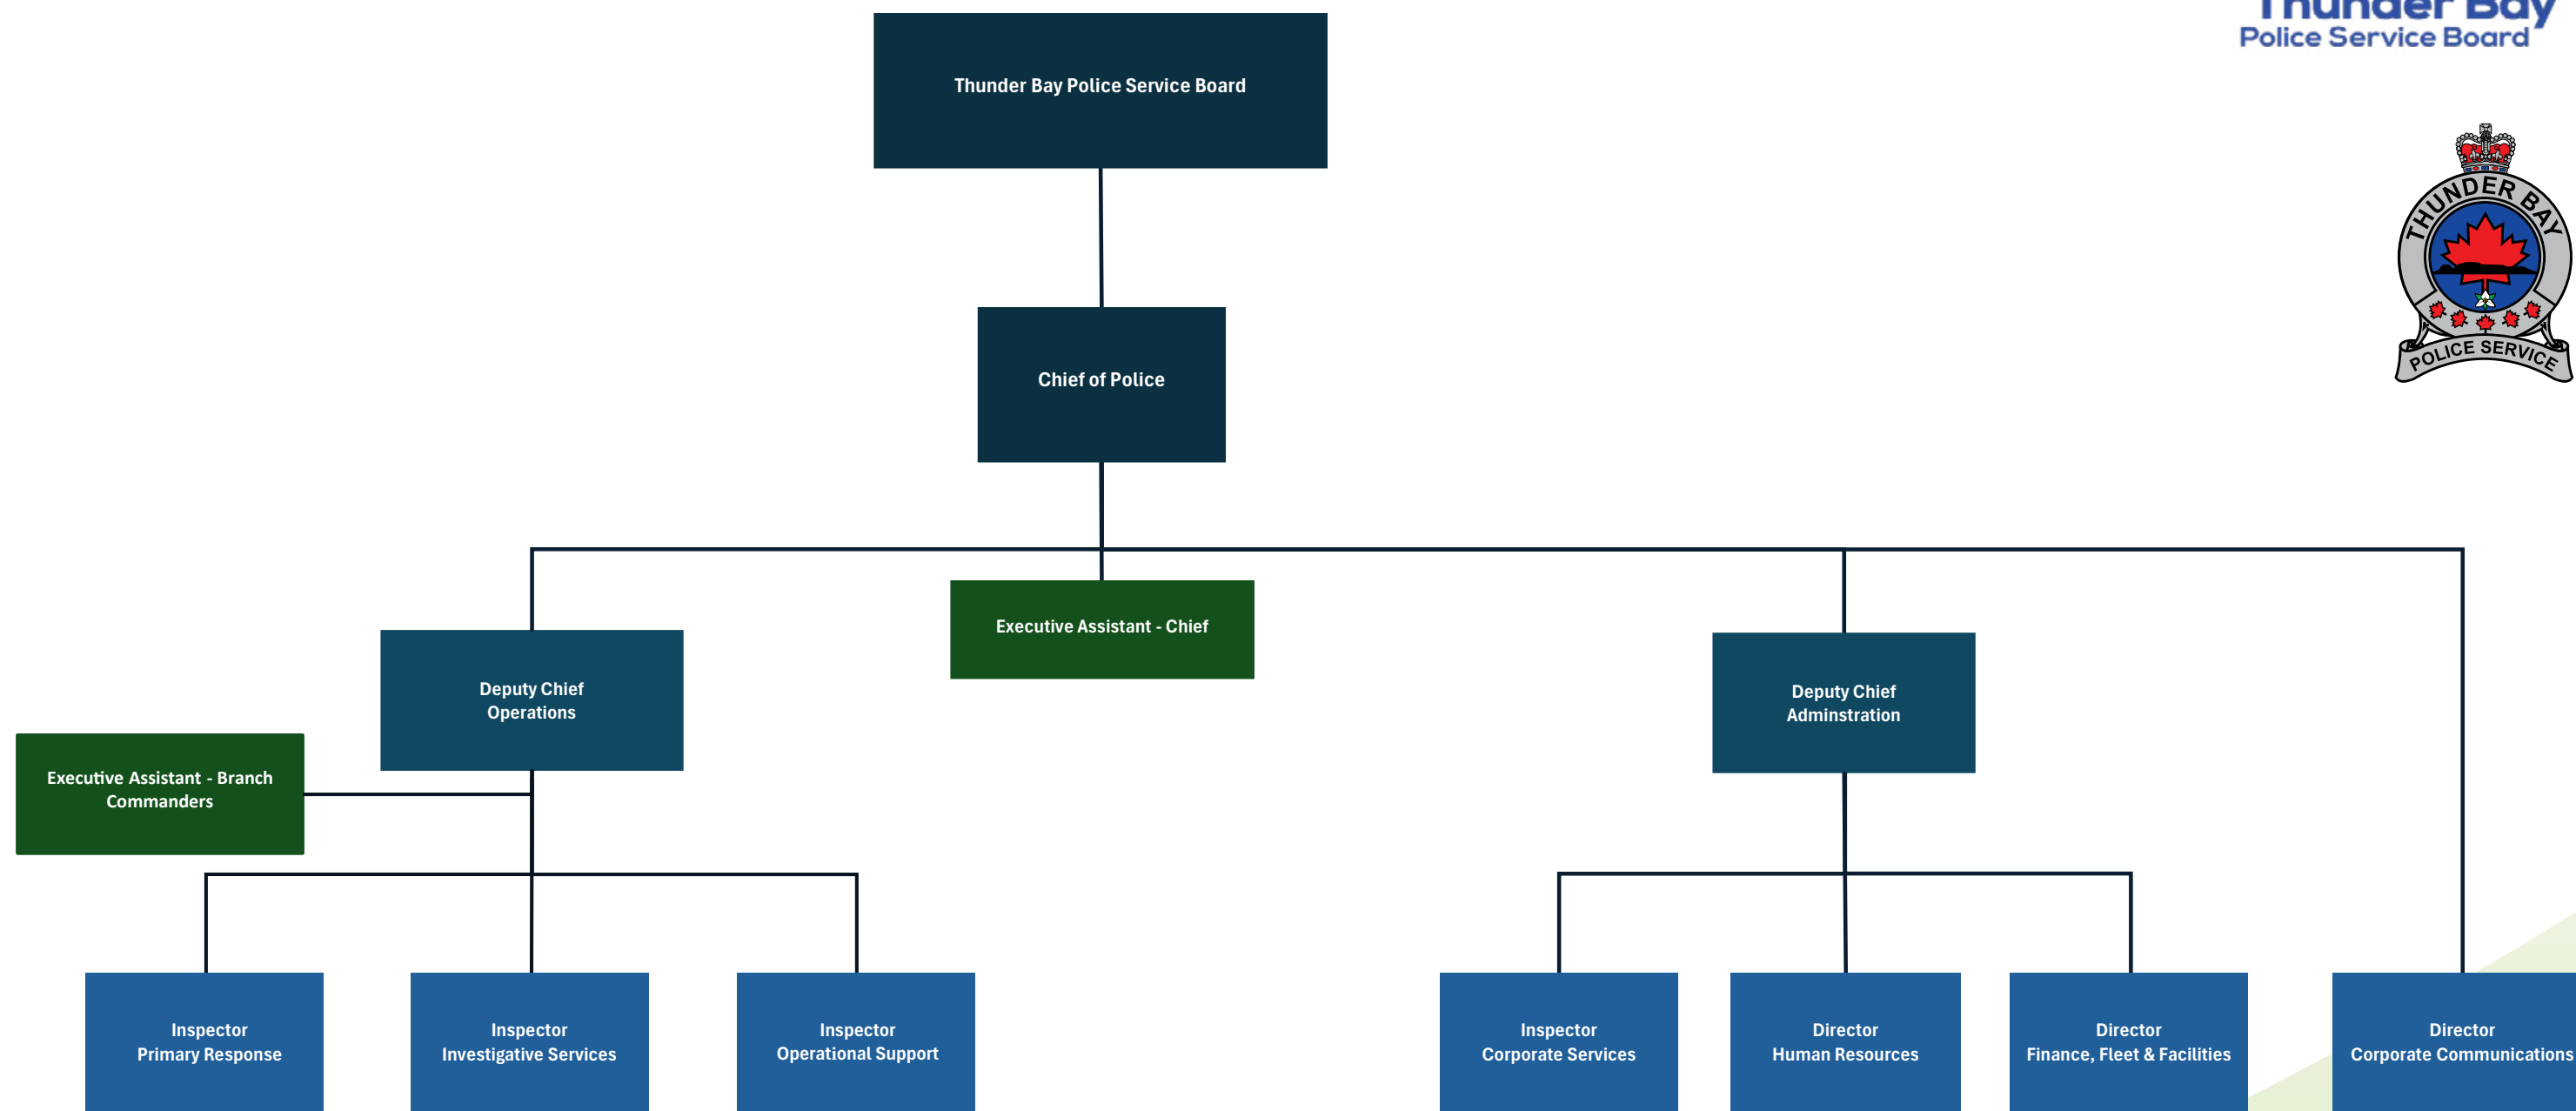 Thunder Bay
Police Service Board
Thunder Bay Police Service Board
THUNDER BAY
POLICE SERVICE
Chief of Police
Executive Assistant - Chief
Deputy Chief
Operations
Deputy Chief
Adminstration
Executive Assistant - Branch
Commanders
Inspector
Primary Response
Inspector
Investigative Services
Inspector
Operational Support
Inspector
Corporate Services
Director
Human Resources
Director
Finance, Fleet & Facilities
Director
Corporate Communications